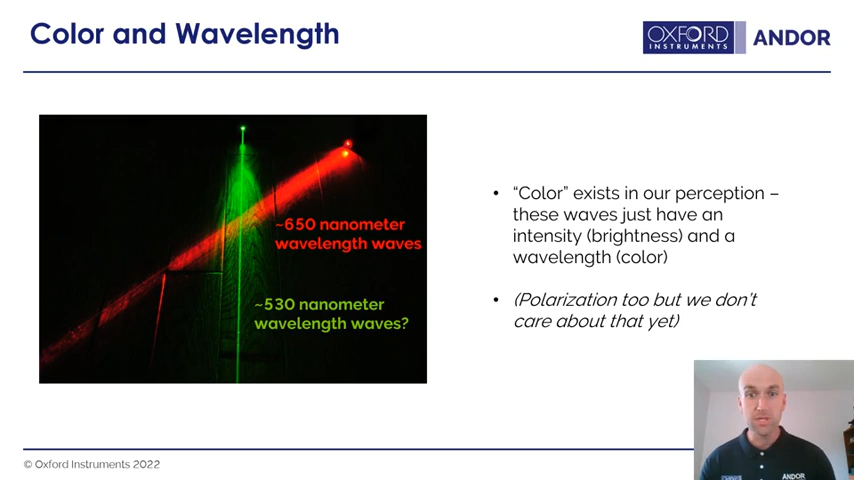 Color and Wavelength
OXFORD
INSTRUMENTS
ANDOR
~650 nanometer
wavelength waves
~530 nanometer
wavelength waves?
• “Color” exists in our perception –
these waves just have an
intensity (brightness) and a
wavelength (color)
• (Polarization too but we don’t
care about that yet)
© Oxford Instruments 2022
ANDOR